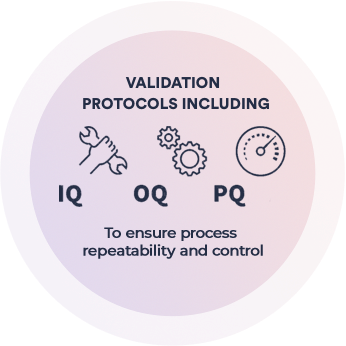 VALIDATION
PROTOCOLS INCLUDING
IQ OQ PQ
To ensure process
repeatability and control